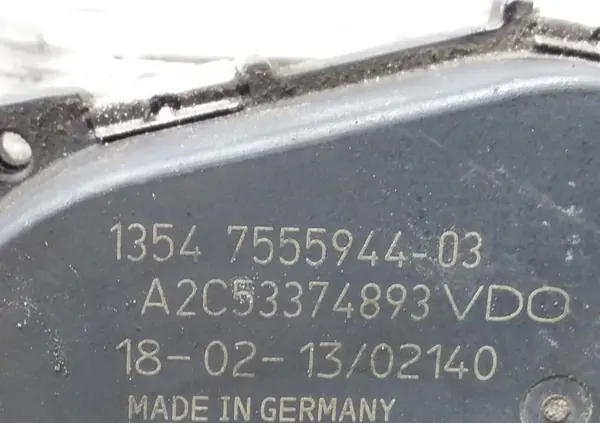 1354 7555944-03
A2C53374893 VDO
18-02-13/02140
MADE IN GERMANY